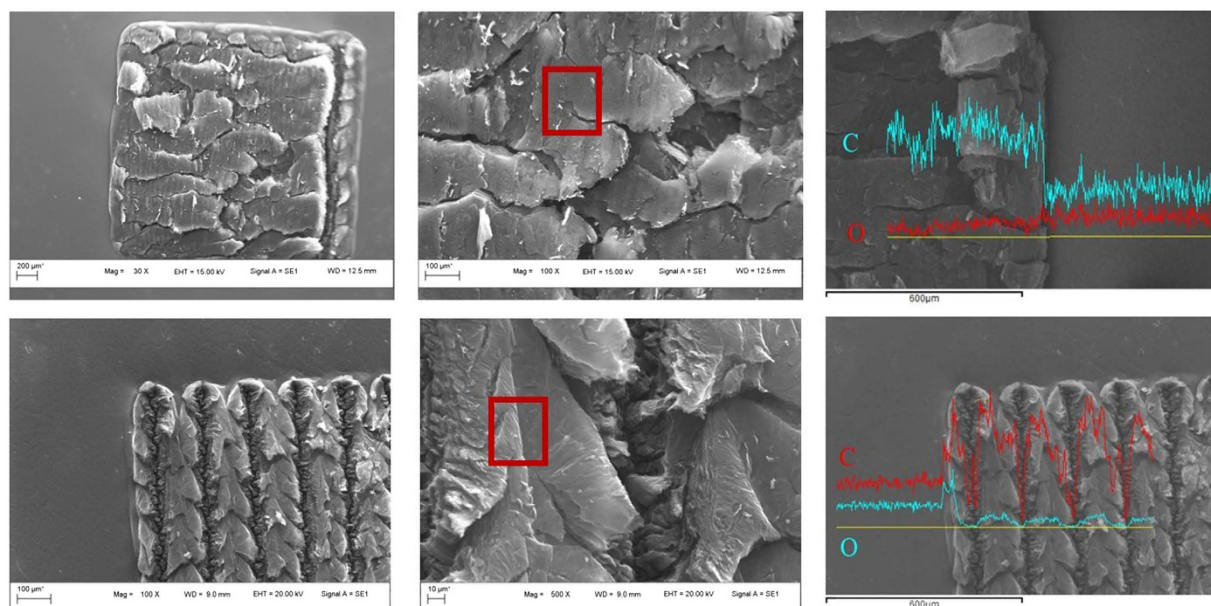 200 µm*
Mag = 30 X EHT = 15.00 kV Signal A = SE1 WD = 12.5 mm
100 µm*
Mag = 100 X EHT = 15.00 kV Signal A = SE1 WD = 12.5 mm
C
O
600µm
100 µm*
Mag = 100 X WD = 9.0 mm EHT = 20.00 kV Signal A = SE1
10 µm*
Mag = 500 X WD = 9.0 mm EHT = 20.00 kV Signal A = SE1
C
O
600µm